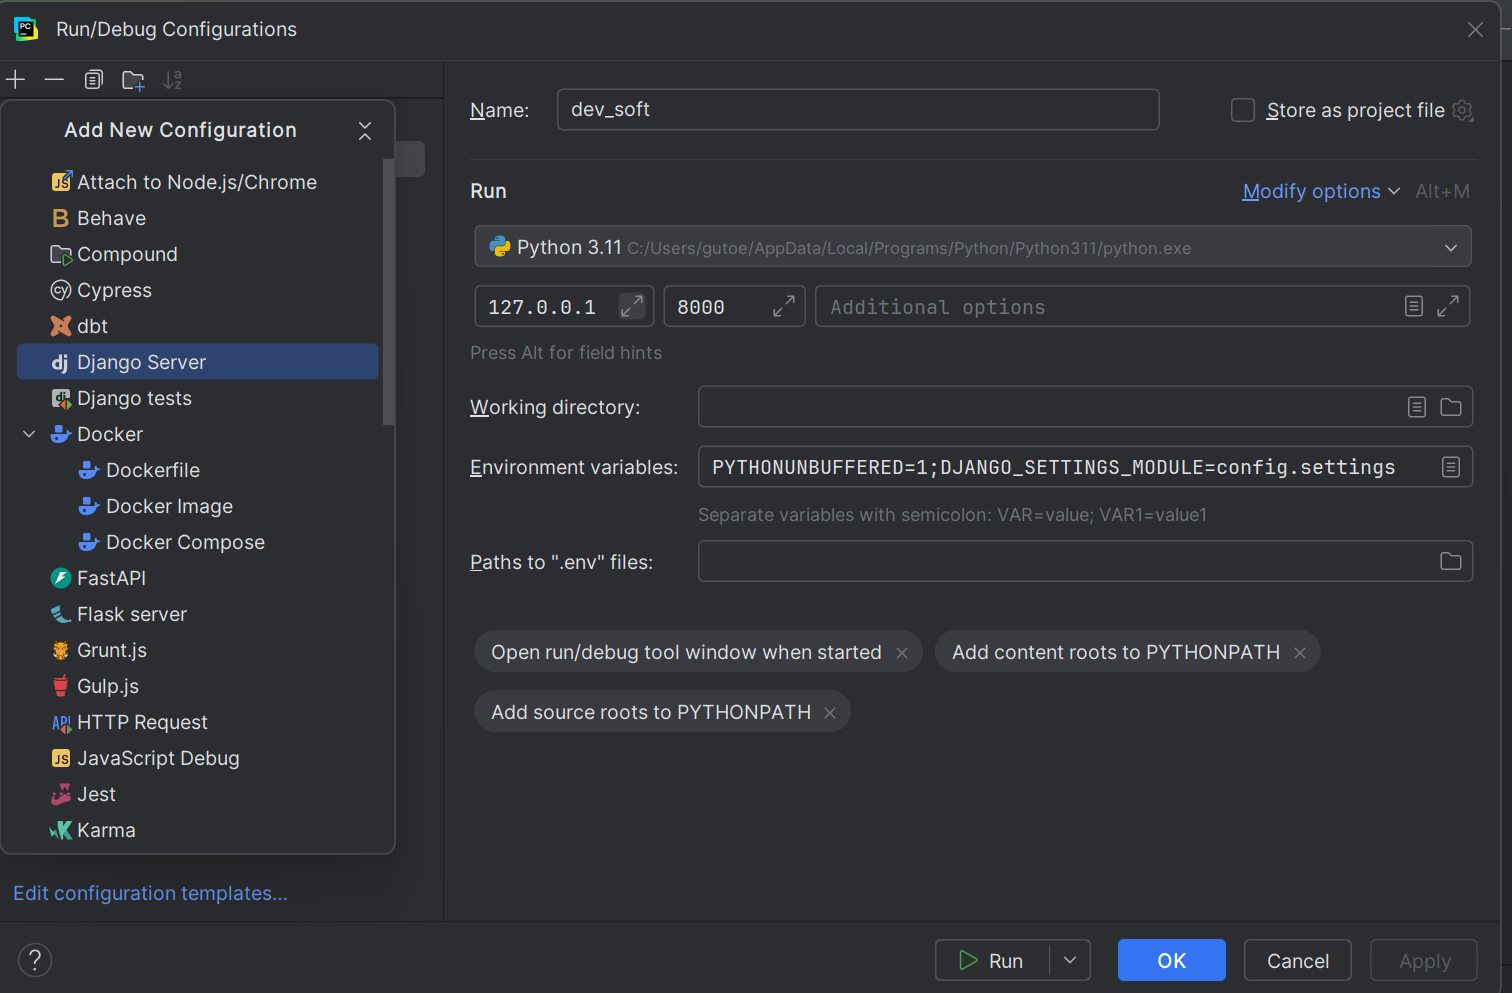 Run/Debug Configurations
Add New Configuration
Attach to Node.js/Chrome
Behave
Compound
Cypress
dbt
Django Server
Django tests
Docker
Dockerfile
Docker Image
Docker Compose
FastAPI
Flask server
Grunt.js
Gulp.js
HTTP Request
JavaScript Debug
Jest
Karma
Edit configuration templates...
Name: dev_soft Store as project file
Run Modify options Alt+M
Python 3.11 C:/Users/gutoe/AppData/Local/Programs/Python/Python311/python.exe
127.0.0.1 8000 Additional options
Press Alt for field hints
Working directory:
Environment variables: PYTHONUNBUFFERED=1;DJANGO_SETTINGS_MODULE=config.settings
Separate variables with semicolon: VAR=value; VAR1=value1
Paths to ".env" files:
Open run/debug tool window when started Add content roots to PYTHONPATH
Add source roots to PYTHONPATH
? Run OK Cancel Apply